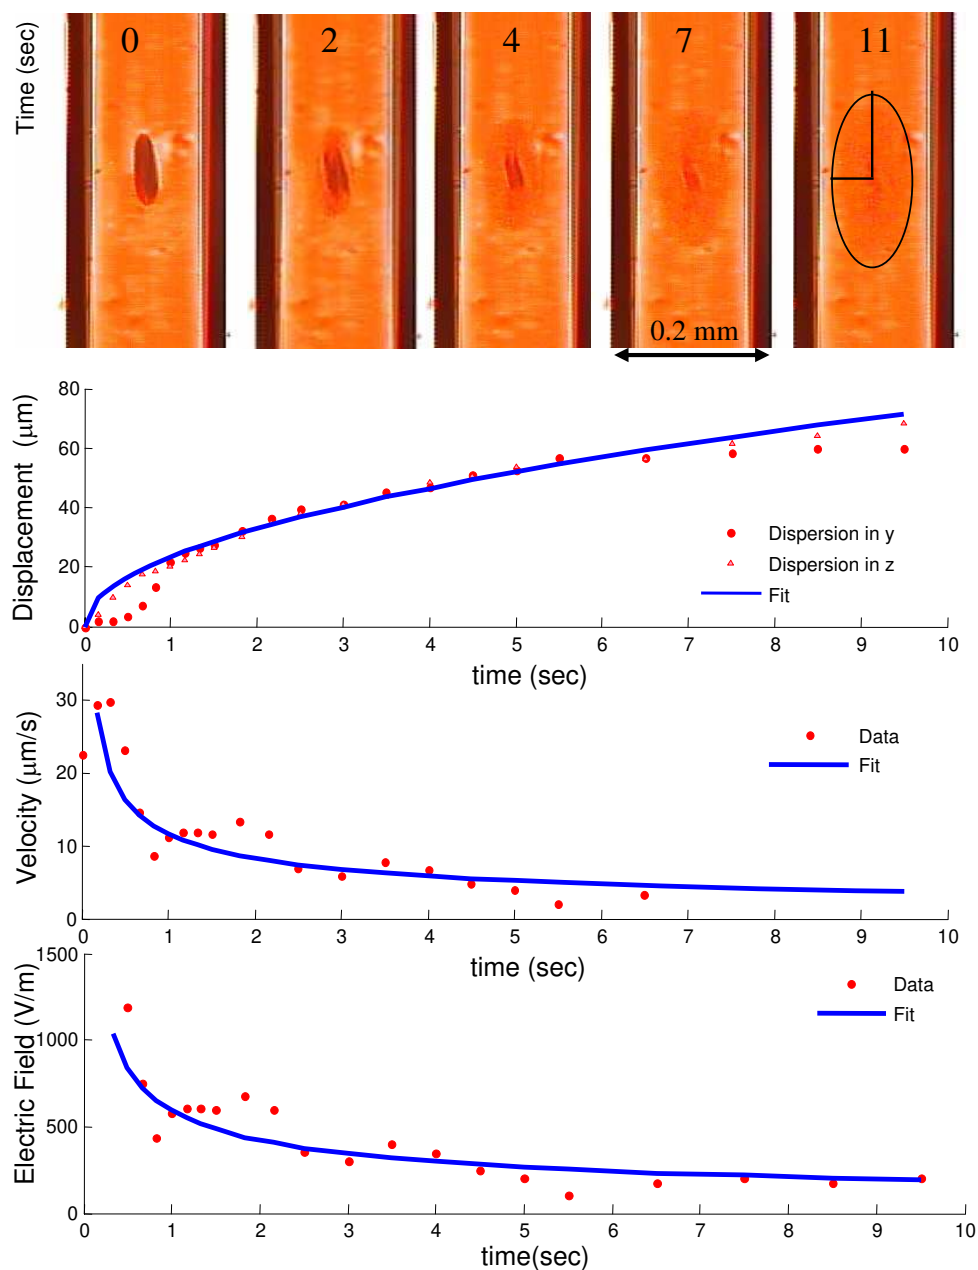 Time (sec)
0 2 4 7 11
0.2 mm
Displacement (μm)
80
60
40
20
0
Dispersion in y
Dispersion in z
Fit
0 1 2 3 4 5 6 7 8 9 10
time (sec)
Velocity (μm/s)
30
20
10
0
Data
Fit
0 1 2 3 4 5 6 7 8 9 10
time (sec)
Electric Field (V/m)
1500
1000
500
0
Data
Fit
0 1 2 3 4 5 6 7 8 9 10
time(sec)